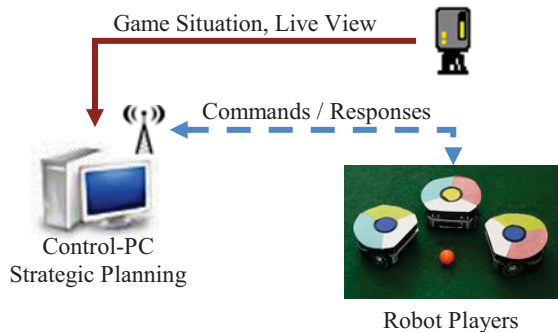 Game Situation, Live View
Commands / Responses
Control-PC
Strategic Planning
Robot Players